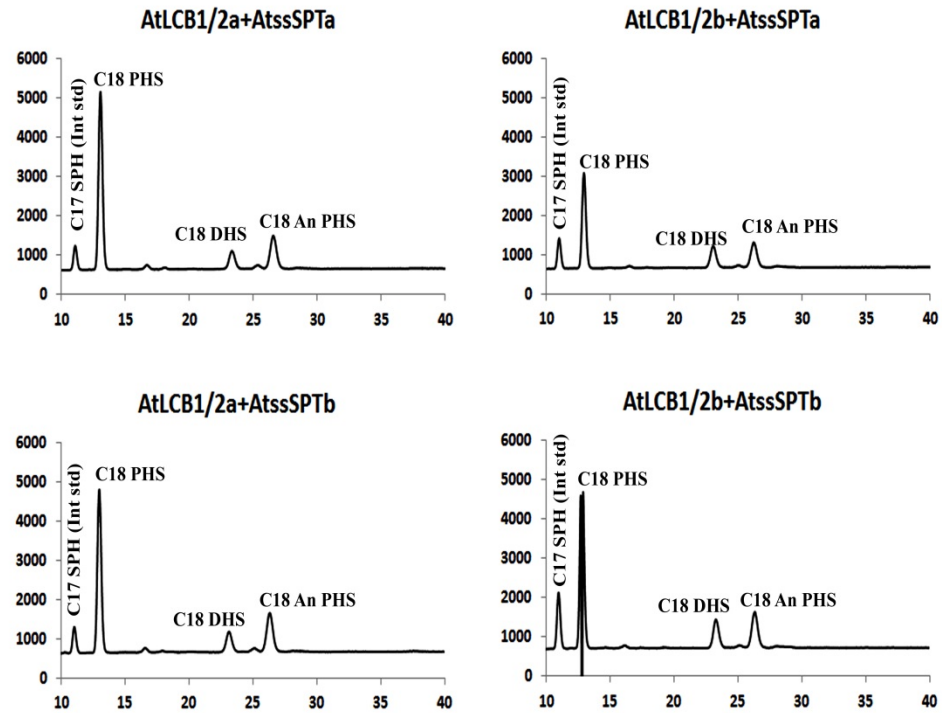 AtLCB1/2a+AtssSPTa
6000
5000
4000
3000
2000
1000
0
C17 SPH (Int std)
C18 PHS
C18 DHS
C18 An PHS
10 15 20 25 30 35 40
AtLCB1/2b+AtssSPTa
6000
5000
4000
3000
2000
1000
0
C17 SPH (Int std)
C18 PHS
C18 DHS
C18 An PHS
10 15 20 25 30 35 40
AtLCB1/2a+AtssSPTb
6000
5000
4000
3000
2000
1000
0
C17 SPH (Int std)
C18 PHS
C18 DHS
C18 An PHS
10 15 20 25 30 35 40
AtLCB1/2b+AtssSPTb
6000
5000
4000
3000
2000
1000
0
C17 SPH (Int std)
C18 PHS
C18 DHS
C18 An PHS
10 15 20 25 30 35 40